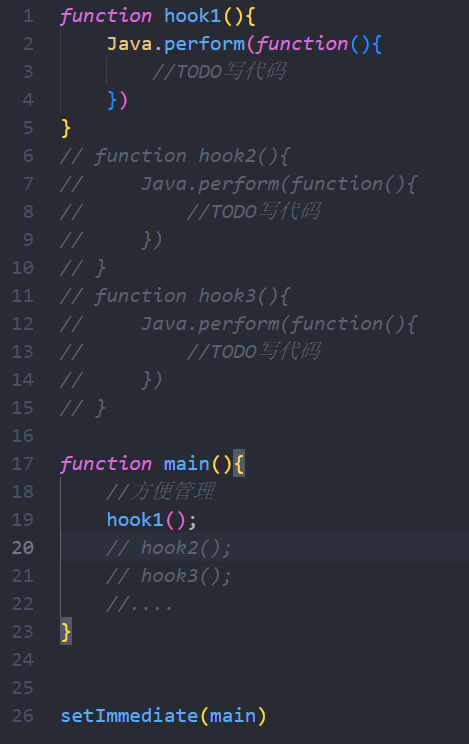 1 function hook1(){
2     Java.perform(function(){
3         //TODO写代码
4     })
5 }
6 // function hook2(){
7 //     Java.perform(function(){
8 //         //TODO写代码
9 //     })
10 // }
11 // function hook3(){
12 //     Java.perform(function(){
13 //         //TODO写代码
14 //     })
15 // }
16
17 function main(){
18     //方便管理
19     hook1();
20     // hook2();
21     // hook3();
22     //....
23 }
24
25
26 setImmediate(main)